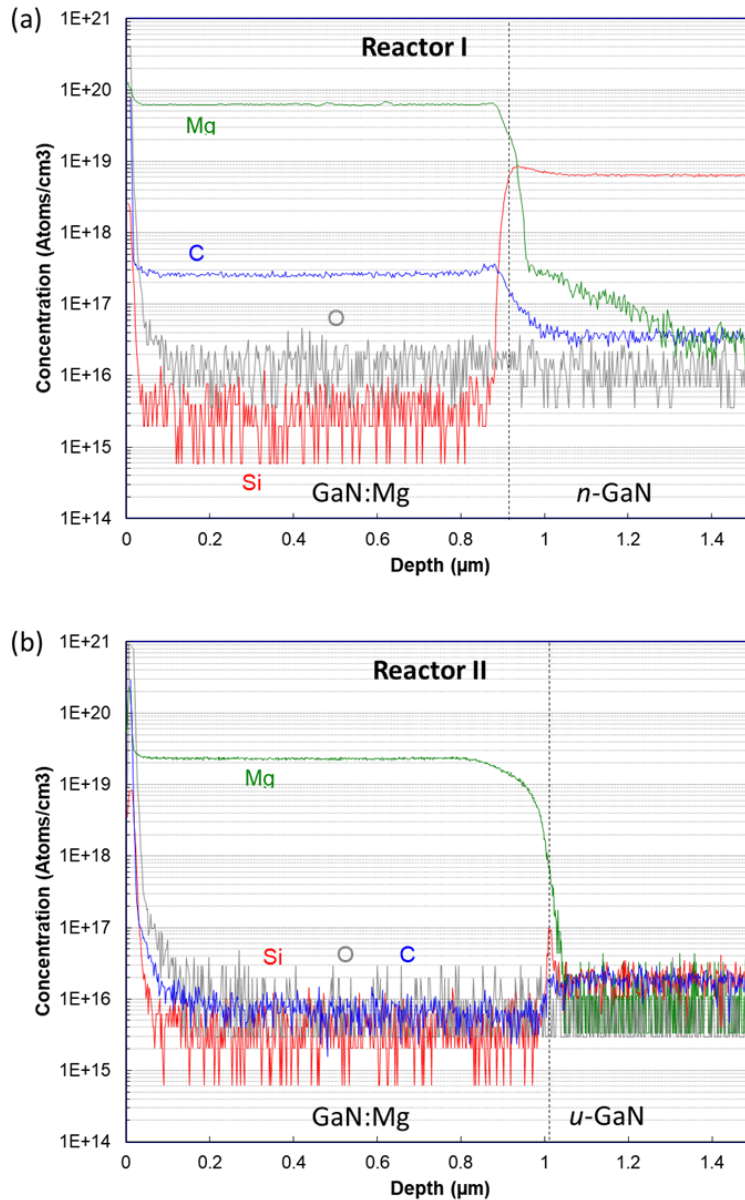 (a)
Reactor I
1E+21
1E+20
1E+19
1E+18
1E+17
1E+16
1E+15
1E+14
Concentration (Atoms/cm3)
Mg
C
O
Si
GaN:Mg
n-GaN
0 0.2 0.4 0.6 0.8 1 1.2 1.4
Depth (µm)
(b)
Reactor II
1E+21
1E+20
1E+19
1E+18
1E+17
1E+16
1E+15
1E+14
Concentration (Atoms/cm3)
Mg
Si O C
GaN:Mg
u-GaN
0 0.2 0.4 0.6 0.8 1 1.2 1.4
Depth (µm)